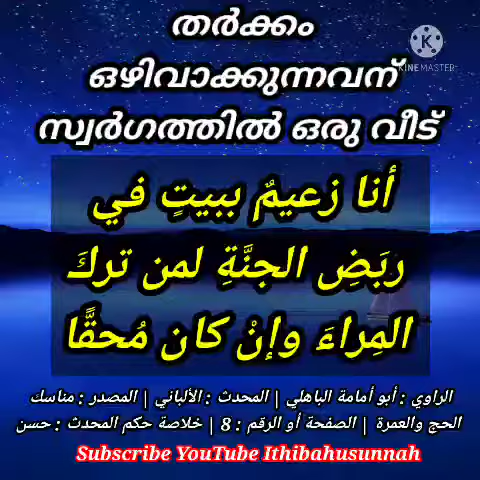 തർക്കം
ഒഴിവാക്കുന്നവന്
സ്വർഗത്തിൽ ഒരു വീട്
K
KINEMASTER
أنا زعيمٌ ببيتٍ في
ربَضِ الجنَّةِ لمن تركَ
المِراءَ وإنْ كان مُحقًّا
الراوي : أبو أمامة الباهلي | المحدث : الألباني | المصدر : مناسك
الحج والعمرة | الصفحة أو الرقم : 8 | خلاصة حكم المحدث : حسن
Subscribe YouTube Ithibahusunnah